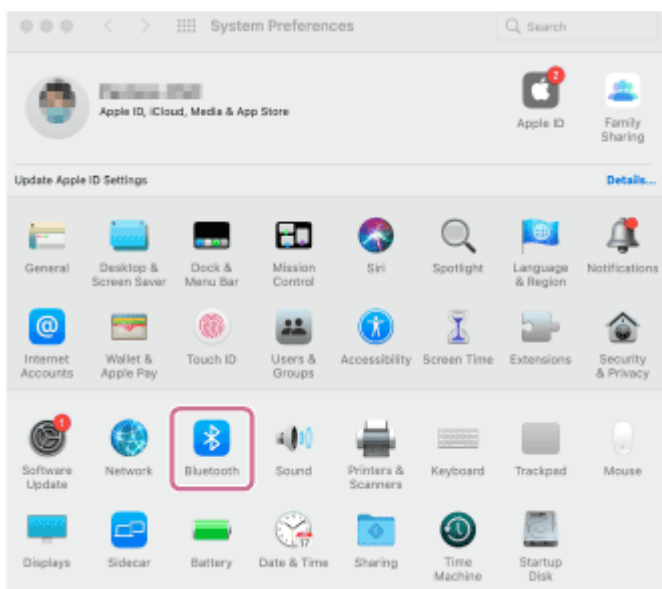 System Preferences
Search
Apple ID, iCloud, Media & App Store
2
Apple ID
Family
Sharing
Update Apple ID Settings
Details...
General
Desktop &
Screen Saver
Dock &
Menu Bar
Mission
Control
Siri
Spotlight
Language
& Region
Notifications
@
Internet
Accounts
Wallet &
Apple Pay
Touch ID
Users &
Groups
Accessibility
Screen Time
Extensions
Security
& Privacy
1
Software
Update
Network
Bluetooth
Sound
Printers &
Scanners
Keyboard
Trackpad
Mouse
17
Displays
Sidecar
Battery
Date & Time
Sharing
Time
Machine
Startup
Disk